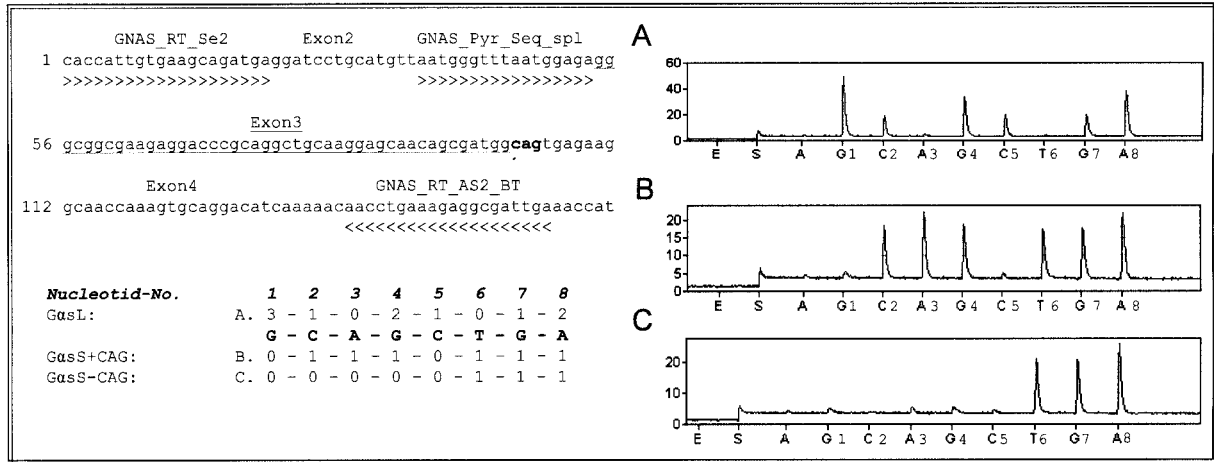 GNAS_RT_Se2 Exon2 GNAS_Pyr_Seq_spl
1 caccattgtgaagcagatgaggatcctgcatgttaatgggtttaatggagagg
>>>>>>>>>>>>>>>>>>>> >>>>>>>>>>>>>>>>>
Exon3
56 gcggcgaagaggacccgcaggctgcaaggagcaacagcgatggcagtgagaag
Exon4 GNAS_RT_AS2_BT
112 gcaaccaaagtgcaggacatcaaaaacaacctgaaagaggcgattgaaaccat
<<<<<<<<<<<<<<<<<<<<
Nucleotid-No. 1 2 3 4 5 6 7 8
GαsL: A. 3 - 1 - 0 - 2 - 1 - 0 - 1 - 2
G - C - A - G - C - T - G - A
GαsS+CAG: B. 0 - 1 - 1 - 1 - 0 - 1 - 1 - 1
GαsS-CAG: C. 0 - 0 - 0 - 0 - 0 - 1 - 1 - 1
A
60
40
20
0
E S A G1 C2 A3 G4 C5 T6 G7 A8
B
20
15
10
5
0
E S A G1 C2 A3 G4 C5 T6 G7 A8
C
20
10
0
E S A G1 C2 A3 G4 C5 T6 G7 A8